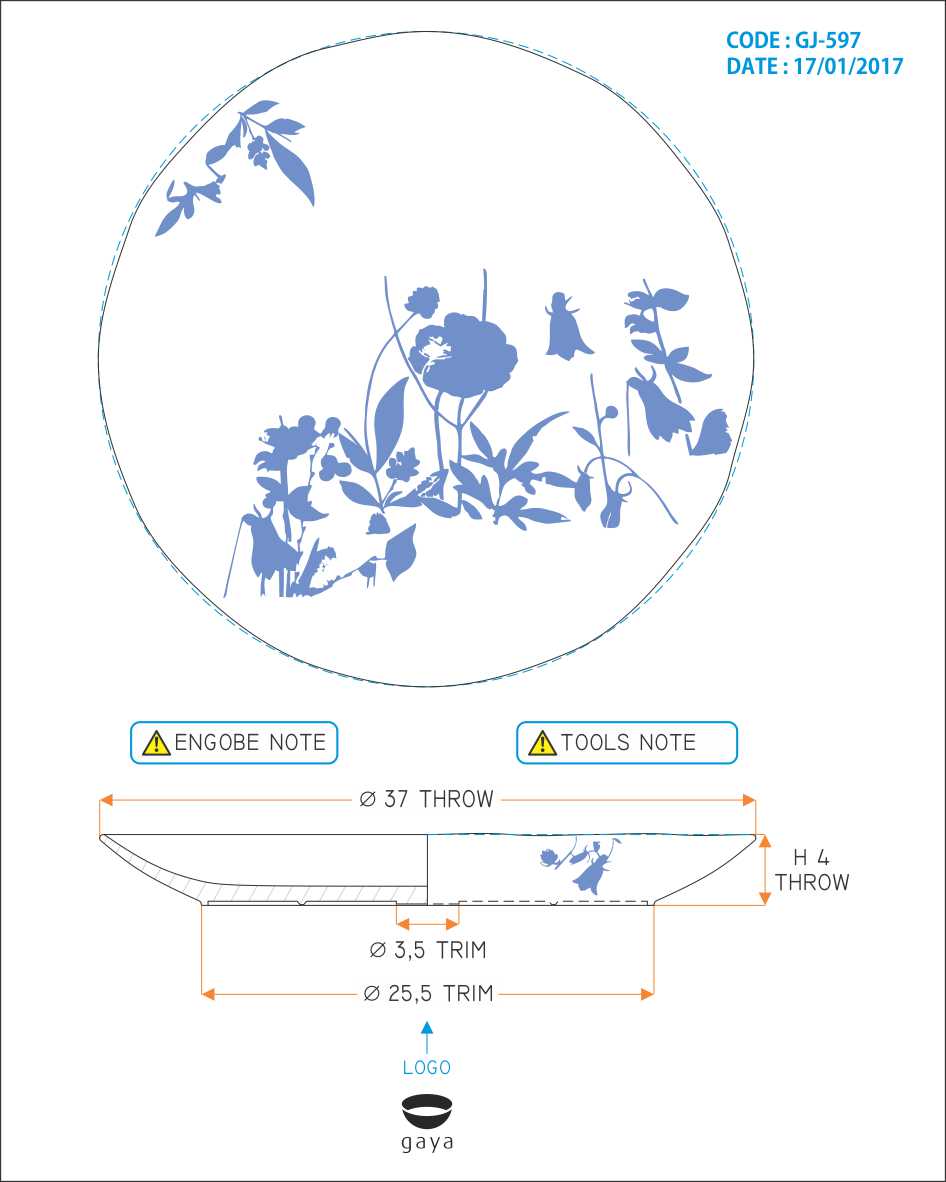 CODE : GJ-597
DATE : 17/01/2017
ENGOBE NOTE
TOOLS NOTE
Ø 37 THROW
H 4
THROW
Ø 3,5 TRIM
Ø 25,5 TRIM
LOGO
gaya